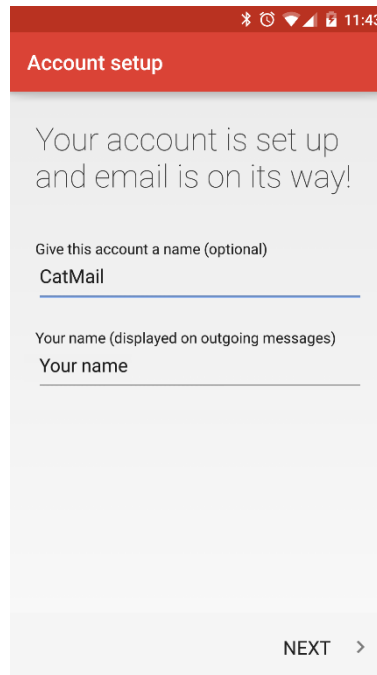 11:43
Account setup
Your account is set up
and email is on its way!
Give this account a name (optional)
CatMail
Your name (displayed on outgoing messages)
Your name
NEXT